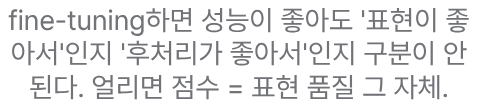 fine-tuning하면 성능이 좋아도 '표현이 좋
아서'인지 '후처리가 좋아서'인지 구분이 안
된다. 얼리면 점수 = 표현 품질 그 자체.